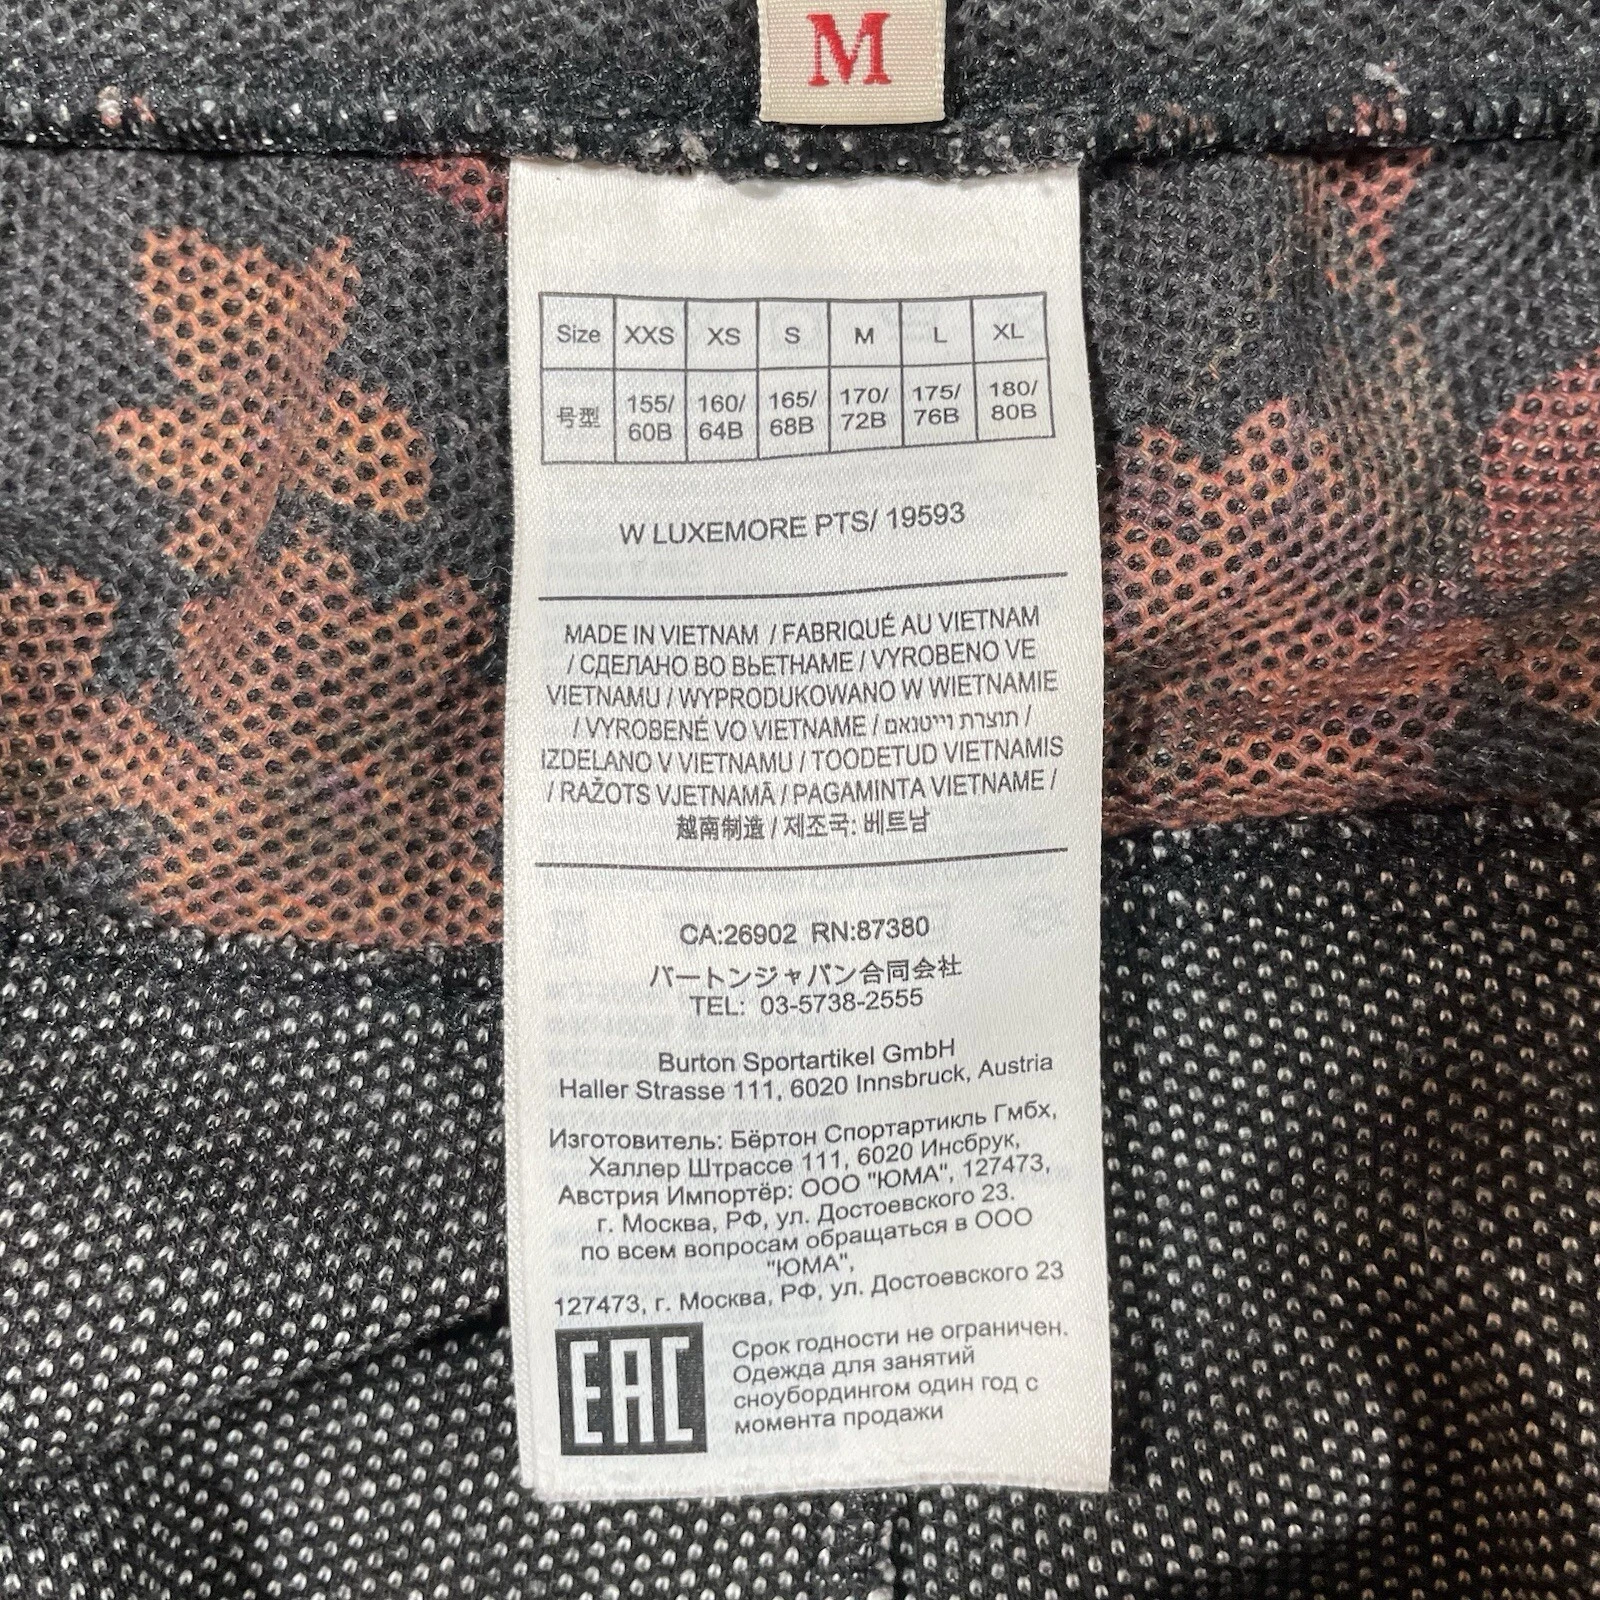 M
Size XXS XS S M L XL
号型 155/60B 160/64B 165/68B 170/72B 175/76B 180/80B
W LUXEMORE PTS/ 19593
MADE IN VIETNAM / FABRIQUÉ AU VIETNAM
/ СДЕЛАНО ВО ВЬЕТНАМЕ / VYROBENO VE
VIETNAMU / WYPRODUKOWANO W WIETNAMIE
/ VYROBENÉ VO VIETNAME / תוצרת וייטנאם /
IZDELANO V VIETNAMU / TOODETUD VIETNAMIS
/ RAŽOTS VJETNAMĀ / PAGAMINTA VIETNAME /
越南制造 / 제조국: 베트남
CA:26902 RN:87380
バートンジャパン合同会社
TEL: 03-5738-2555
Burton Sportartikel GmbH
Haller Strasse 111, 6020 Innsbruck, Austria
Изготовитель: Бёртон Спортартикль Гмбх,
Халлер Штрассе 111, 6020 Инсбрук,
Австрия Импортёр: ООО "ЮМА", 127473,
г. Москва, РФ, ул. Достоевского 23.
по всем вопросам обращаться в ООО
"ЮМА",
127473, г. Москва, РФ, ул. Достоевского 23
EAC
Срок годности не ограничен.
Одежда для занятий
сноубордингом один год с
момента продажи